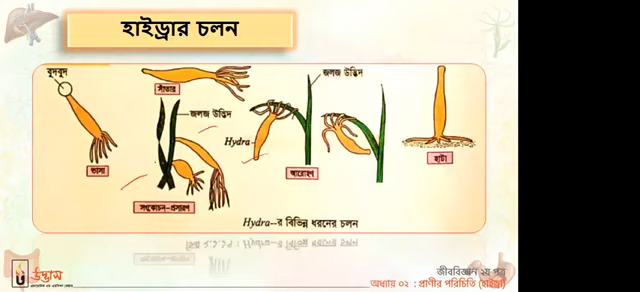 হাইড্রার চলন
বুদবুদ
সাঁতার
জলজ উদ্ভিদ
জলজ উদ্ভিদ
Hydra
ভাসা
আরোহণ
হাটা
সংকোচন-প্রসারণ
Hydra-র বিভিন্ন ধরনের চলন
উদ্ভাস
জীববিজ্ঞান ২য় পত্র
অধ্যায় ০২ : প্রাণীর পরিচিতি (হাইড্রা)